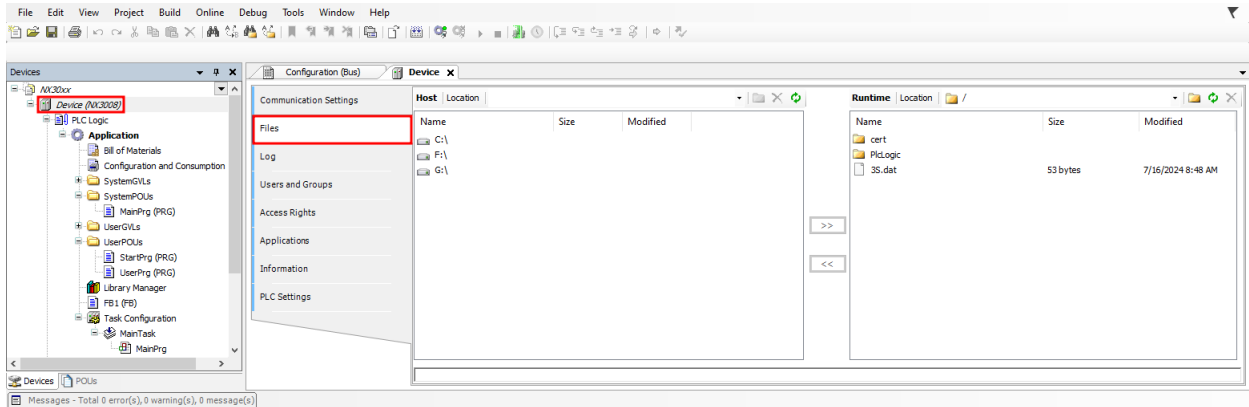 File Edit View Project Build Online Debug Tools Window Help
Devices
NX30xx
Device (NX3008)
PLC Logic
Application
Bill of Materials
Configuration and Consumption
SystemGVLs
SystemPOUs
MainPrg (PRG)
UserGVLs
UserPOUs
StartPrg (PRG)
UserPrg (PRG)
Library Manager
FB1 (FB)
Task Configuration
MainTask
MainPrg
Devices POUs
Configuration (Bus) Device X
Communication Settings
Files
Log
Users and Groups
Access Rights
Applications
Information
PLC Settings
Host Location
Name Size Modified
C:\
F:\
G:\
>>
<<
Runtime Location /
Name Size Modified
cert
PlcLogic
3S.dat 53 bytes 7/16/2024 8:48 AM
Messages - Total 0 error(s), 0 warning(s), 0 message(s)